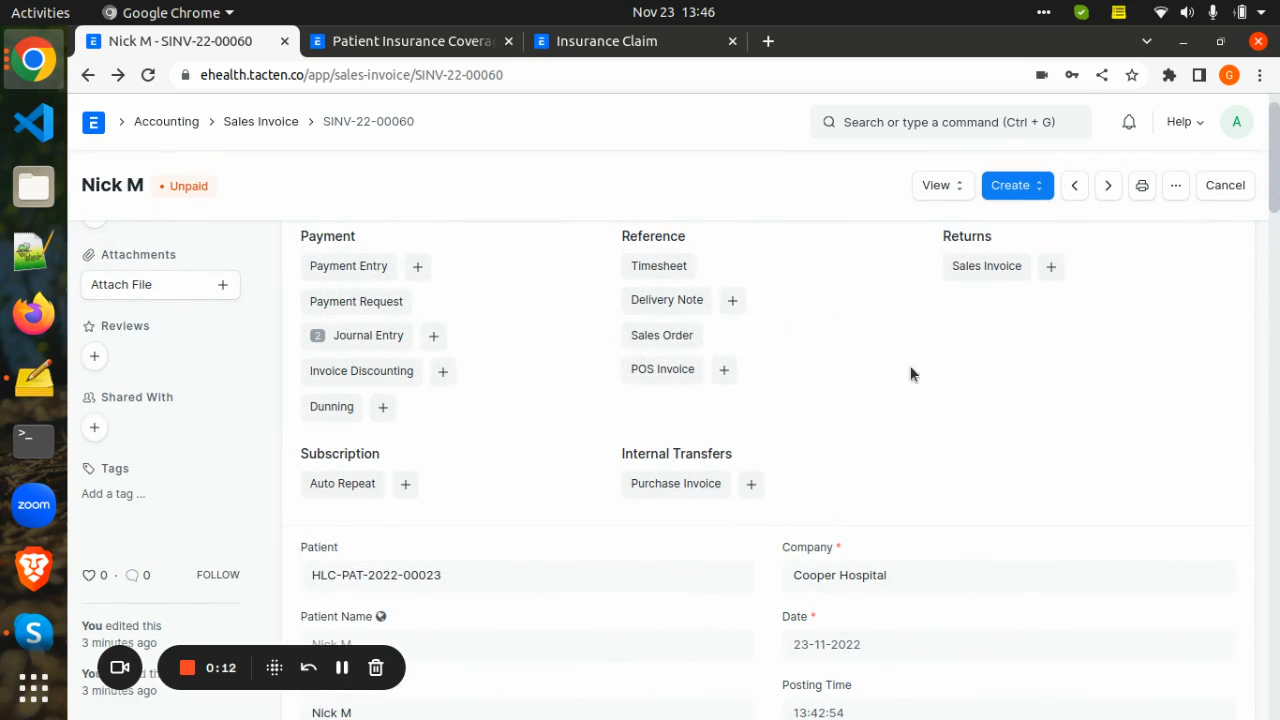 Activities
Google Chrome
Nov 23 13:46
Nick M - SINV-22-00060
Patient Insurance Covera
Insurance Claim
ehealth.tacten.co/app/sales-invoice/SINV-22-00060
G
E
Accounting
Sales Invoice
SINV-22-00060
Search or type a command (Ctrl + G)
Help
A
Nick M
Unpaid
View
Create
Cancel
Attachments
Attach File
Reviews
Shared With
Tags
Add a tag ...
0 · 0
FOLLOW
You edited this
3 minutes ago
3 minutes ago
Payment
Reference
Returns
Payment Entry
Timesheet
Sales Invoice
Payment Request
Delivery Note
2 Journal Entry
Sales Order
Invoice Discounting
POS Invoice
Dunning
Subscription
Internal Transfers
Auto Repeat
Purchase Invoice
Patient
Company *
HLC-PAT-2022-00023
Cooper Hospital
Patient Name
Date *
Nick M
23-11-2022
Posting Time
Nick M
13:42:54
0:12
zoom